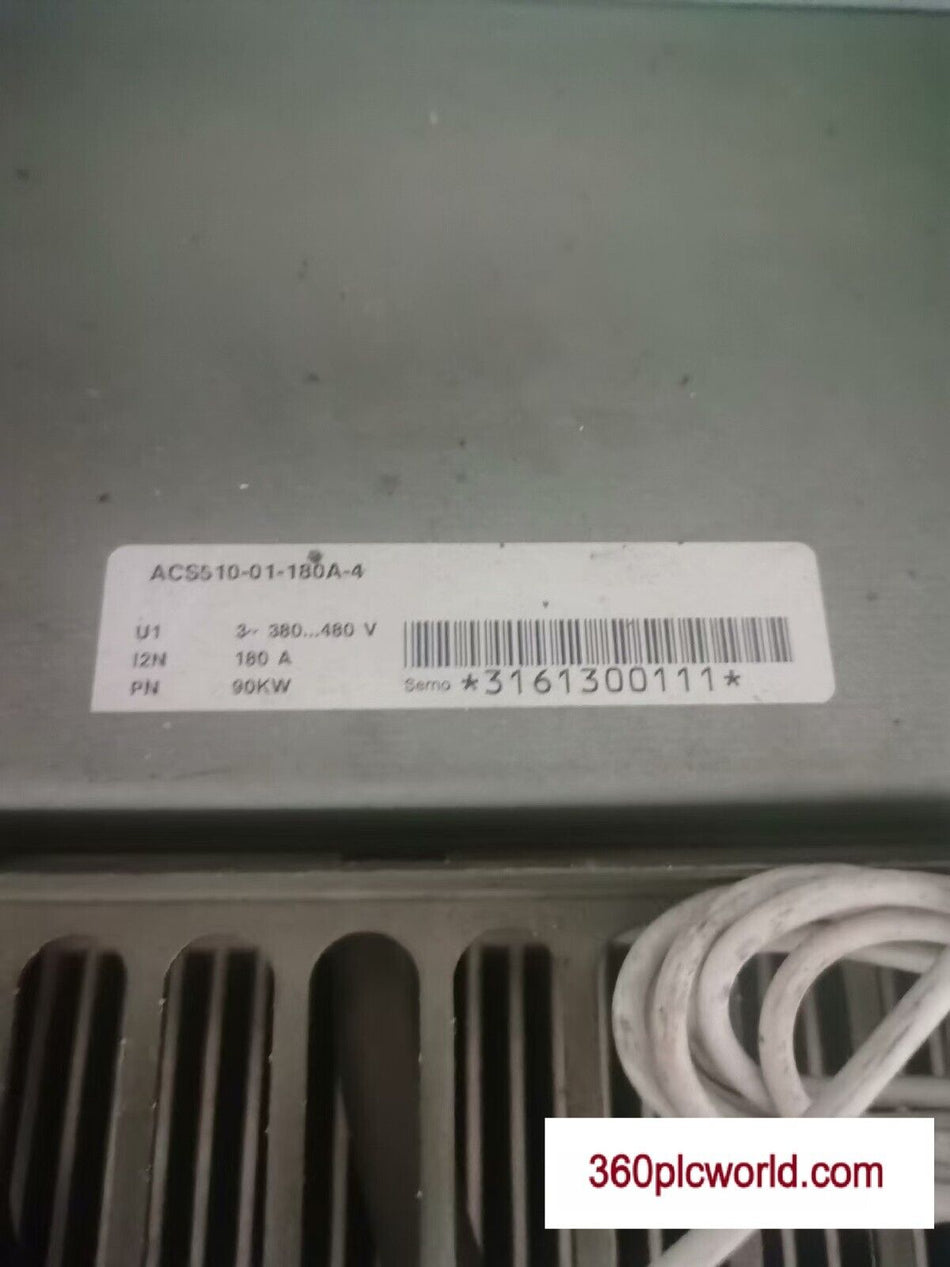 ACS510-01-180A-4
U1 3~ 380...480 V
I2N 180 A
PN 90KW
Serno *3161300111*
360plcworld.com